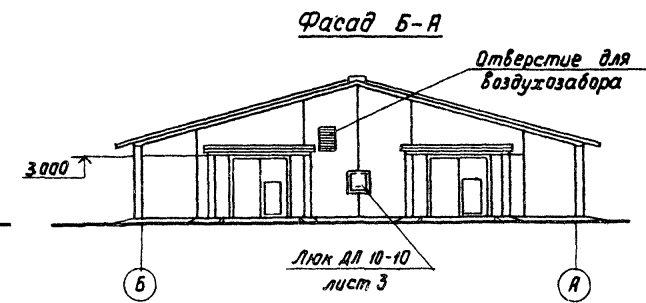 Фасад Б-А
Отверстие для
воздухозабора
3.000
Люк ДЛ 10-10
лист 3
Б
А